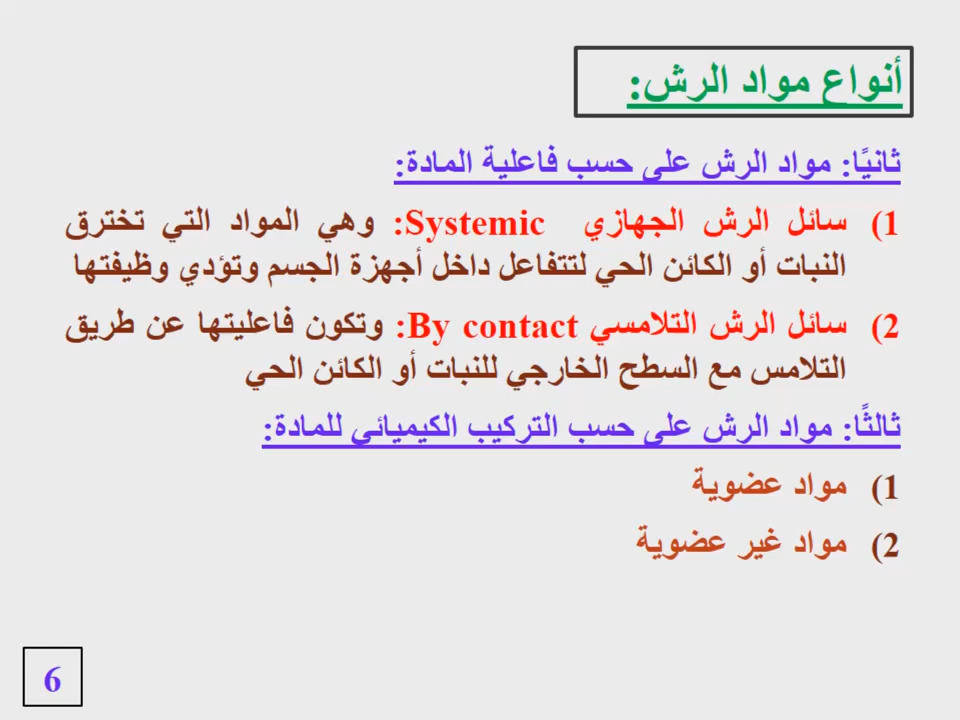 أنواع مواد الرش:
ثانيًا: مواد الرش على حسب فاعلية المادة:
1) سائل الرش الجهازي Systemic: وهي المواد التي تخترق
النبات أو الكائن الحي لتتفاعل داخل أجهزة الجسم وتؤدي وظيفتها
2) سائل الرش التلامسي By contact: وتكون فاعليتها عن طريق
التلامس مع السطح الخارجي للنبات أو الكائن الحي
ثالثًا: مواد الرش على حسب التركيب الكيميائي للمادة:
1) مواد عضوية
2) مواد غير عضوية
6